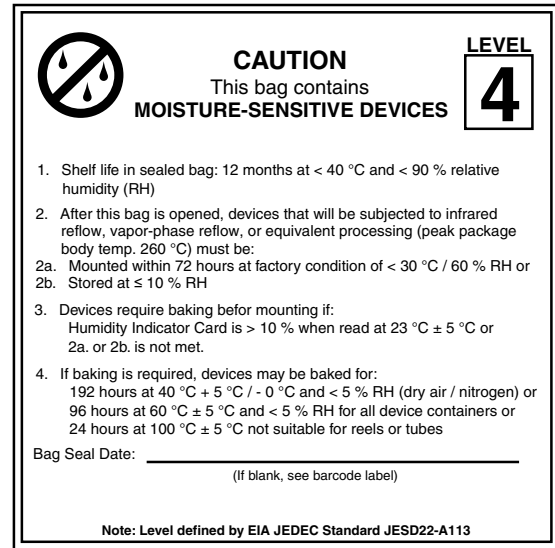 LEVEL
4
CAUTION
This bag contains
MOISTURE-SENSITIVE DEVICES
1. Shelf life in sealed bag: 12 months at < 40 °C and < 90 % relative
humidity (RH)
2. After this bag is opened, devices that will be subjected to infrared
reflow, vapor-phase reflow, or equivalent processing (peak package
body temp. 260 °C) must be:
2a. Mounted within 72 hours at factory condition of < 30 °C / 60 % RH or
2b. Stored at ≤ 10 % RH
3. Devices require baking befor mounting if:
Humidity Indicator Card is > 10 % when read at 23 °C ± 5 °C or
2a. or 2b. is not met.
4. If baking is required, devices may be baked for:
192 hours at 40 °C + 5 °C / - 0 °C and < 5 % RH (dry air / nitrogen) or
96 hours at 60 °C ± 5 °C and < 5 % RH for all device containers or
24 hours at 100 °C ± 5 °C not suitable for reels or tubes
Bag Seal Date:
(If blank, see barcode label)
Note: Level defined by EIA JEDEC Standard JESD22-A113